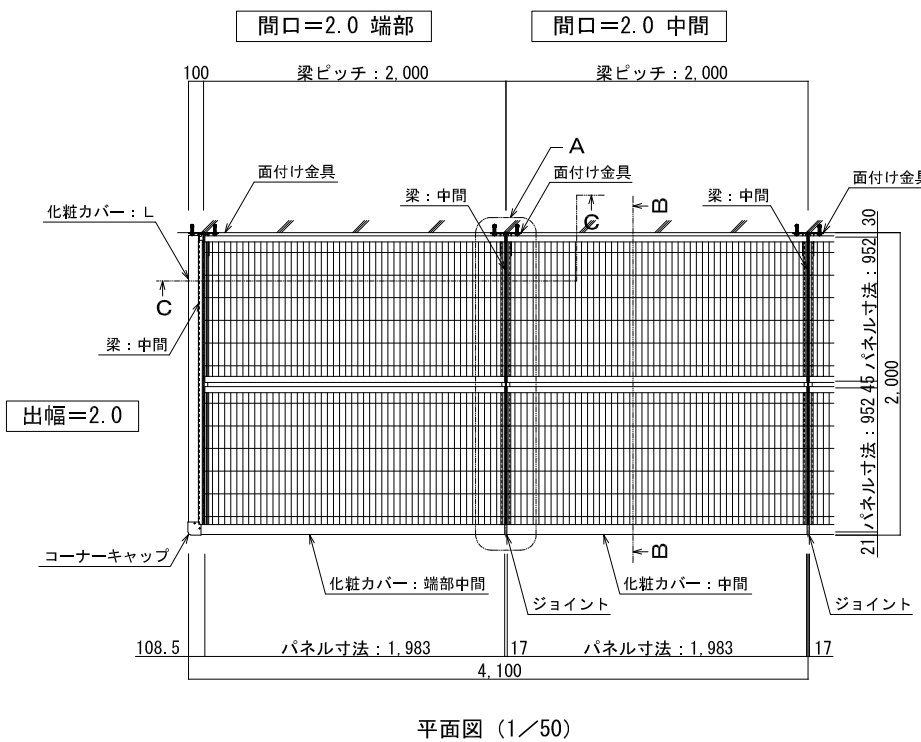 間口=2.0 端部
間口=2.0 中間
100
梁ピッチ:2,000
梁ピッチ:2,000
A
面付け金具
梁:中間
面付け金具
梁:中間
面付け金具
化粧カバー:L
C
B
30
C
梁:中間
パネル寸法:952
45
2,000
出幅=2.0
パネル寸法:952
21
コーナーキャップ
B
化粧カバー:端部中間
ジョイント
化粧カバー:中間
ジョイント
108.5
パネル寸法:1,983
17
パネル寸法:1,983
17
4,100
平面図 (1/50)